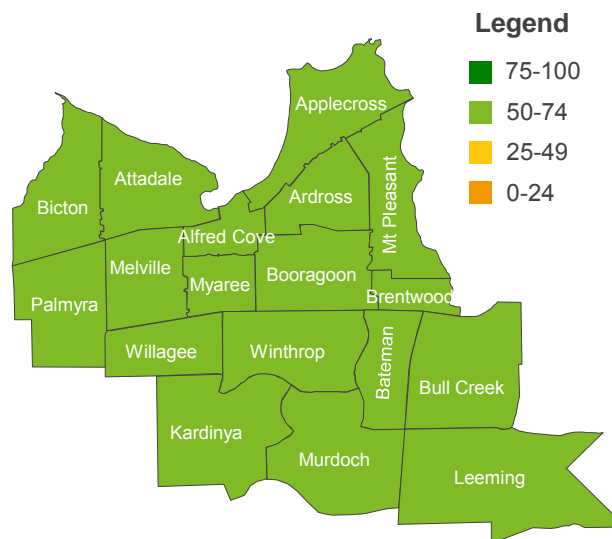 Legend
75-100
50-74
25-49
0-24
Applecross
Attadale
Ardross
Bicton
Mt Pleasant
Alfred Cove
Melville
Myaree
Booragoon
Brentwood
Palmyra
Willagee
Winthrop
Bateman
Bull Creek
Kardinya
Murdoch
Leeming